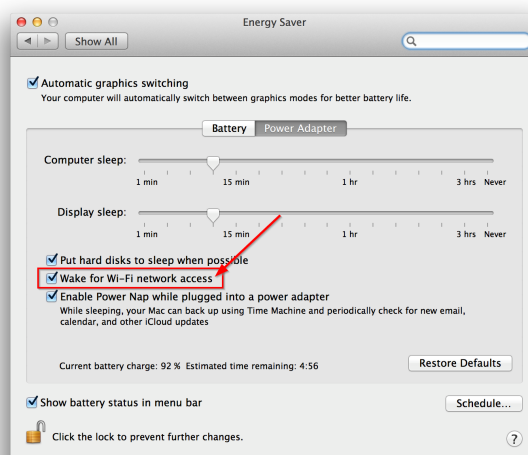 Energy Saver
Show All
Automatic graphics switching
Your computer will automatically switch between graphics modes for better battery life.
Battery Power Adapter
Computer sleep:
1 min 15 min 1 hr 3 hrs Never
Display sleep:
1 min 15 min 1 hr 3 hrs Never
Put hard disks to sleep when possible
Wake for Wi-Fi network access
Enable Power Nap while plugged into a power adapter
While sleeping, your Mac can back up using Time Machine and periodically check for new email,
calendar, and other iCloud updates
Current battery charge: 92 % Estimated time remaining: 4:56
Restore Defaults
Show battery status in menu bar
Schedule...
Click the lock to prevent further changes.
?